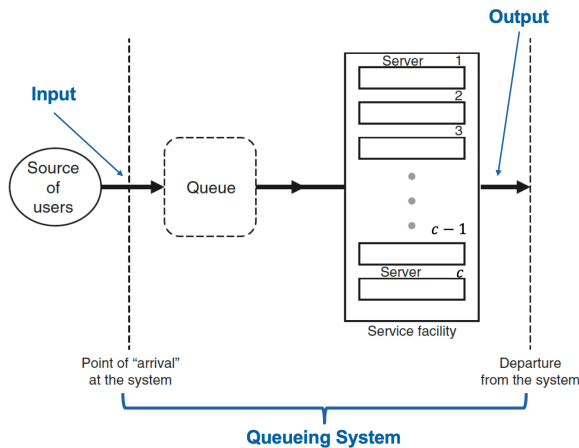 Output
Input
Server 1
2
3
c − 1
Server c
Source
of
users
Queue
Service facility
Point of “arrival”
at the system
Departure
from the system
Queueing System